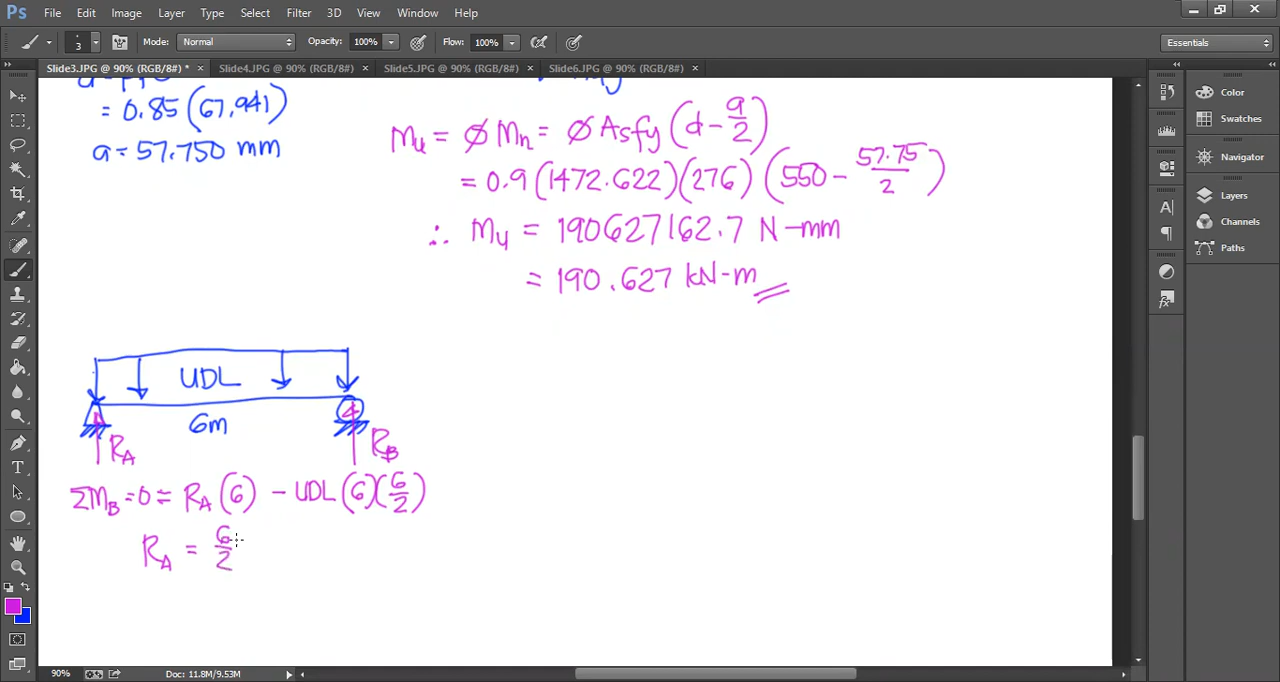 Ps File Edit Image Layer Type Select Filter 3D View Window Help
3 Mode: Normal Opacity: 100% Flow: 100% Essentials
Slide3.JPG @ 90% (RGB/8#) * × Slide4.JPG @ 90% (RGB/8#) × Slide5.JPG @ 90% (RGB/8#) × Slide6.JPG @ 90% (RGB/8#) ×
= 0.85 (67.941)
a = 57.750 mm
Mu = ϕ Mn = ϕ Asfy (d - a/2)
= 0.9 (1472.622)(276) (550 - 57.75/2)
∴ Mu = 190627162.7 N-mm
= 190.627 kN-m
UDL
6m
RA
RB
ΣMB = 0 = RA (6) - UDL (6)(6/2)
RA = 6/2
Color
Swatches
Navigator
Layers
Channels
Paths
90% Doc: 11.8M/9.53M